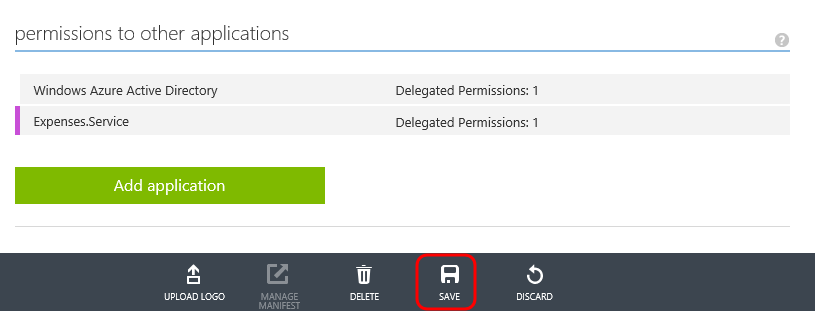 permissions to other applications
?
Windows Azure Active Directory Delegated Permissions: 1
Expenses.Service Delegated Permissions: 1
Add application
UPLOAD LOGO MANAGE MANIFEST DELETE SAVE DISCARD